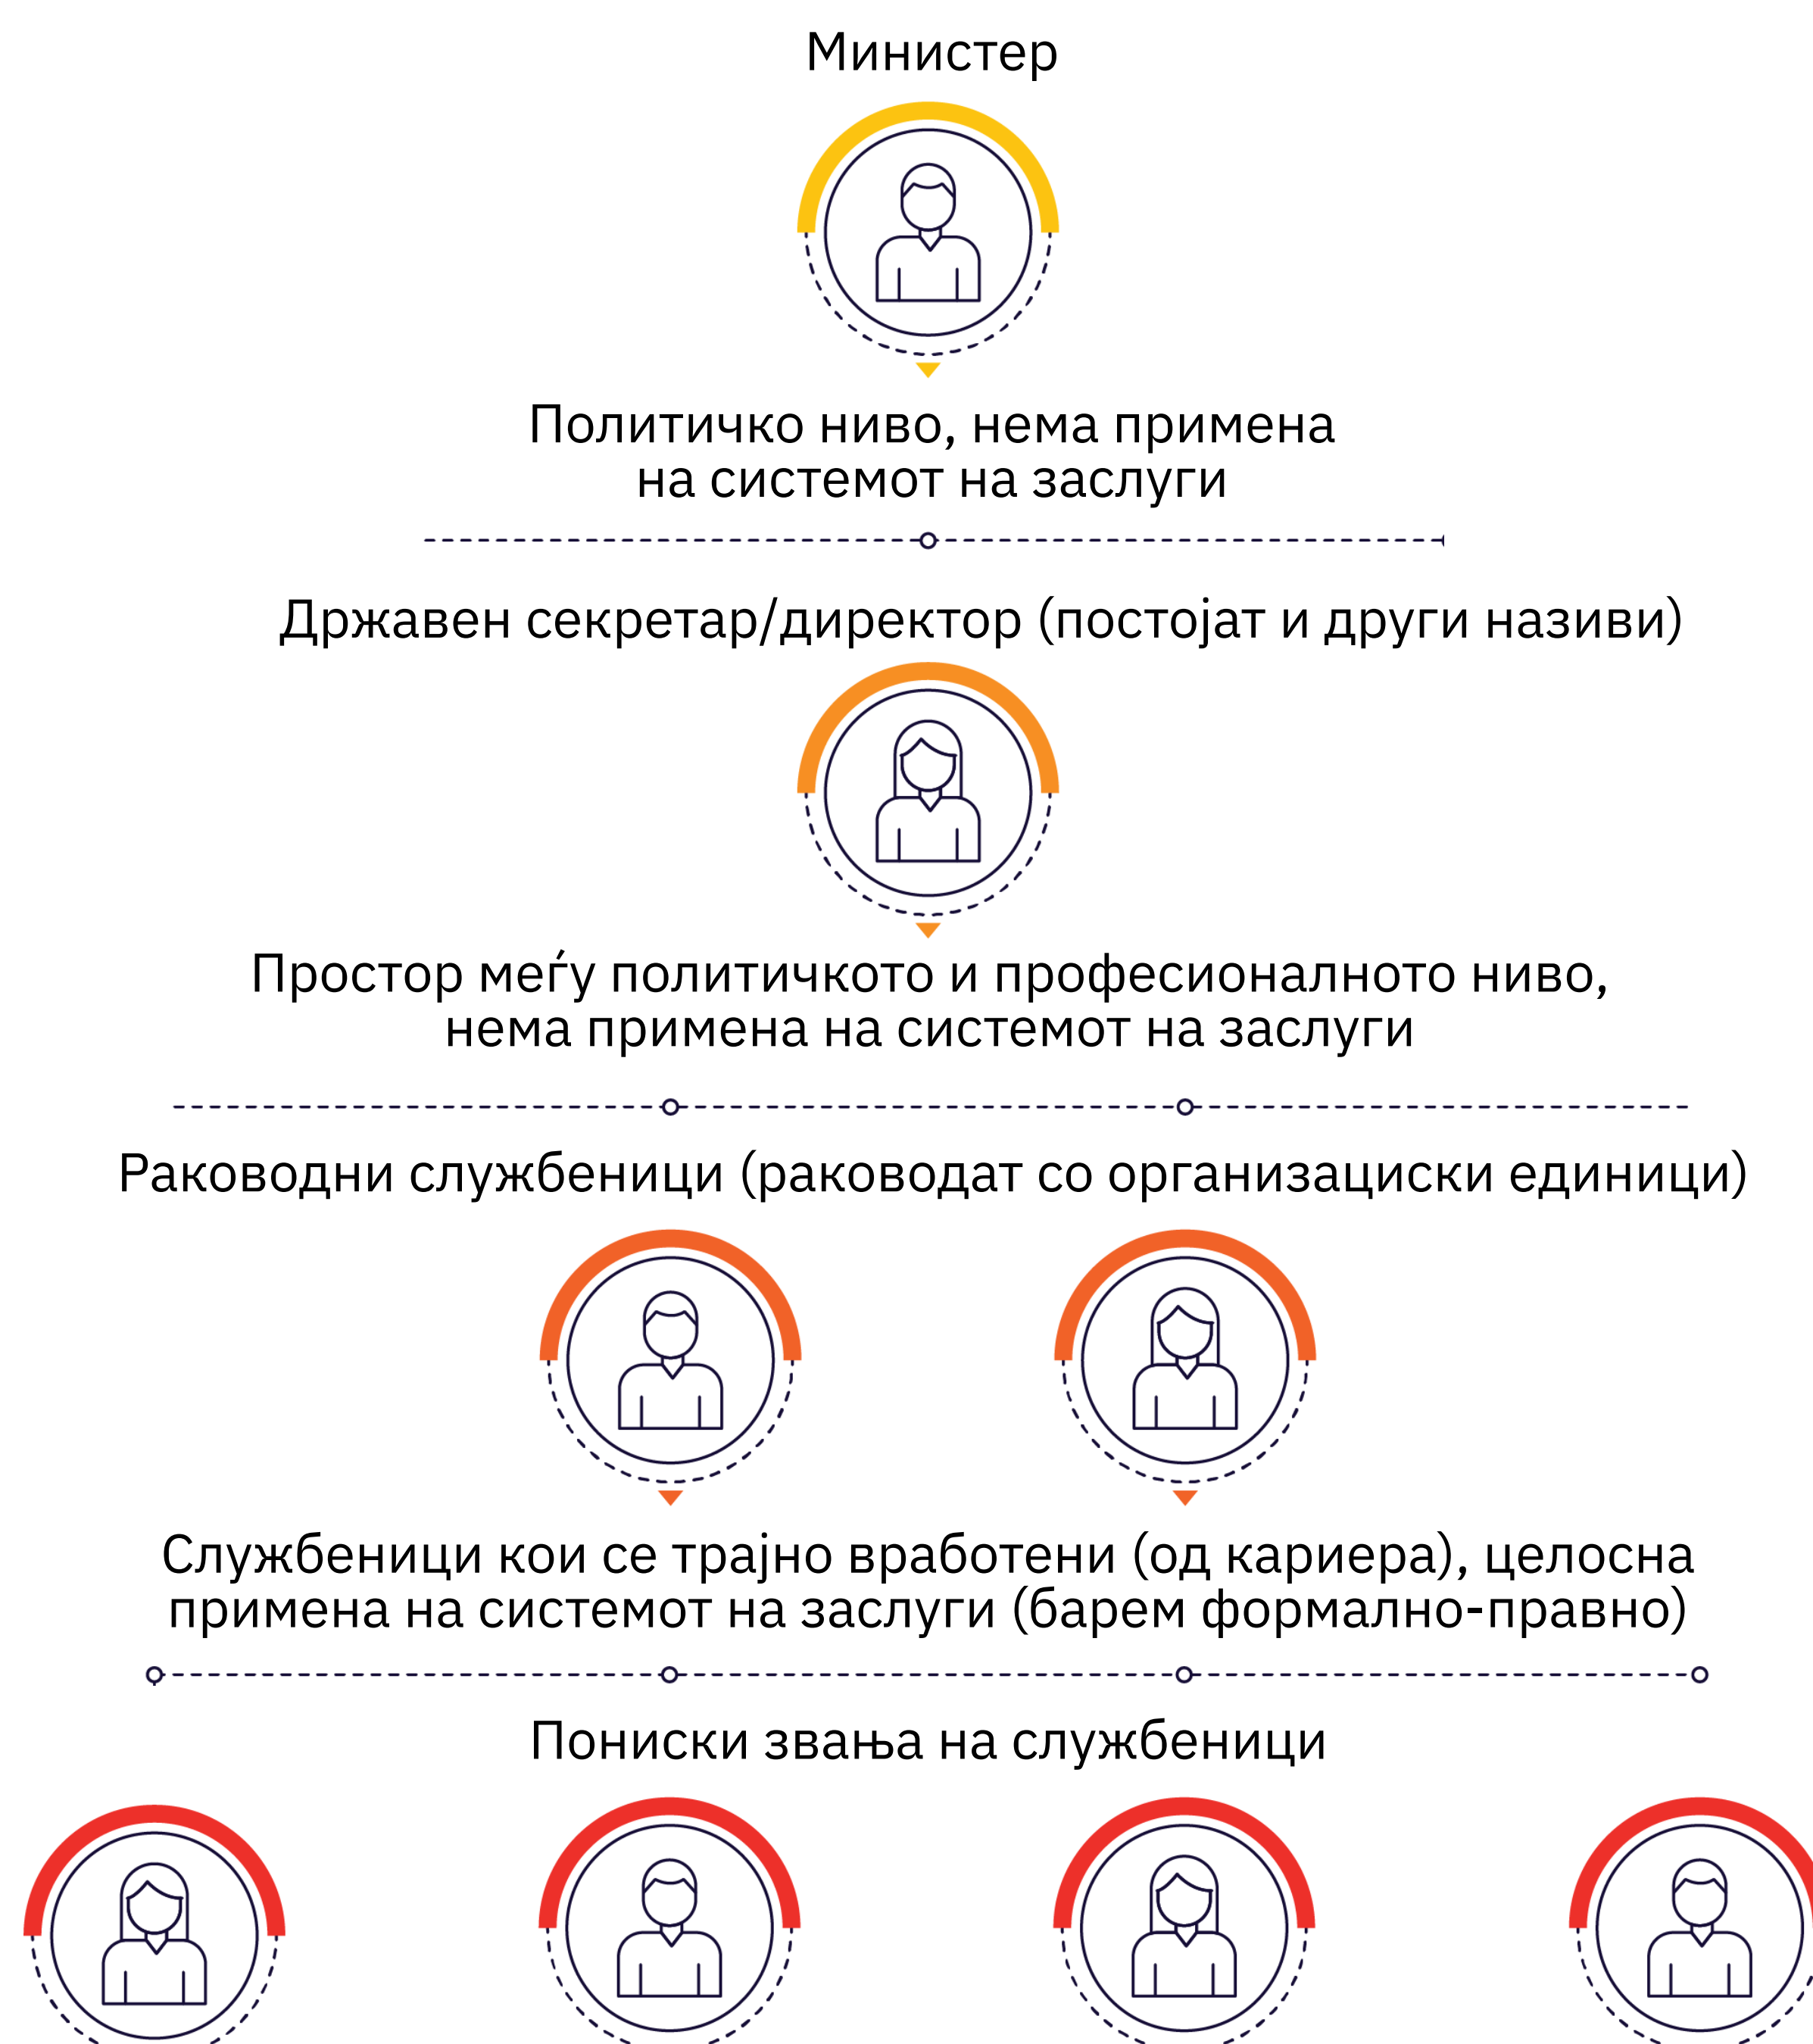 Министер
Политичко ниво, нема примена
на системот на заслуги
Државен секретар/директор (постојат и други називи)
Простор меѓу политичкото и професионалното ниво,
нема примена на системот на заслуги
Раководни службеници (раководат со организациски единици)
Службеници кои се трајно вработени (од кариера), целосна
примена на системот на заслуги (барем формално-правно)
Пониски звања на службеници